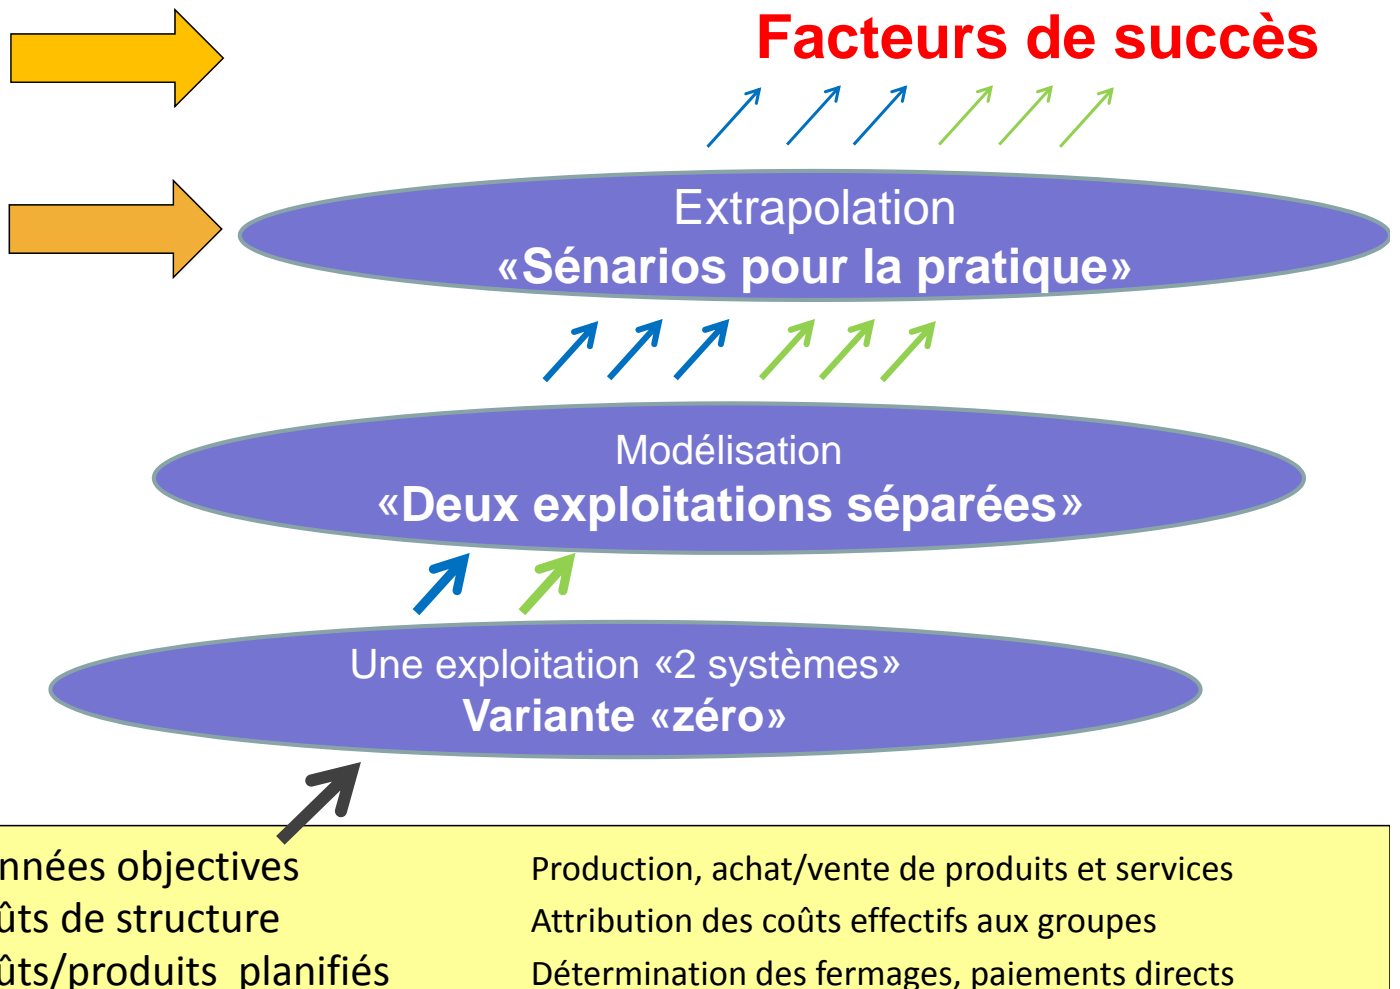 Facteurs de succès
Extrapolation
«Sénarios pour la pratique»
Modélisation
«Deux exploitations séparées»
Une exploitation «2 systèmes»
Variante «zéro»
nnées objectives Production, achat/vente de produits et services
ûts de structure Attribution des coûts effectifs aux groupes
ûts/produits planifiés Détermination des fermages, paiements directs